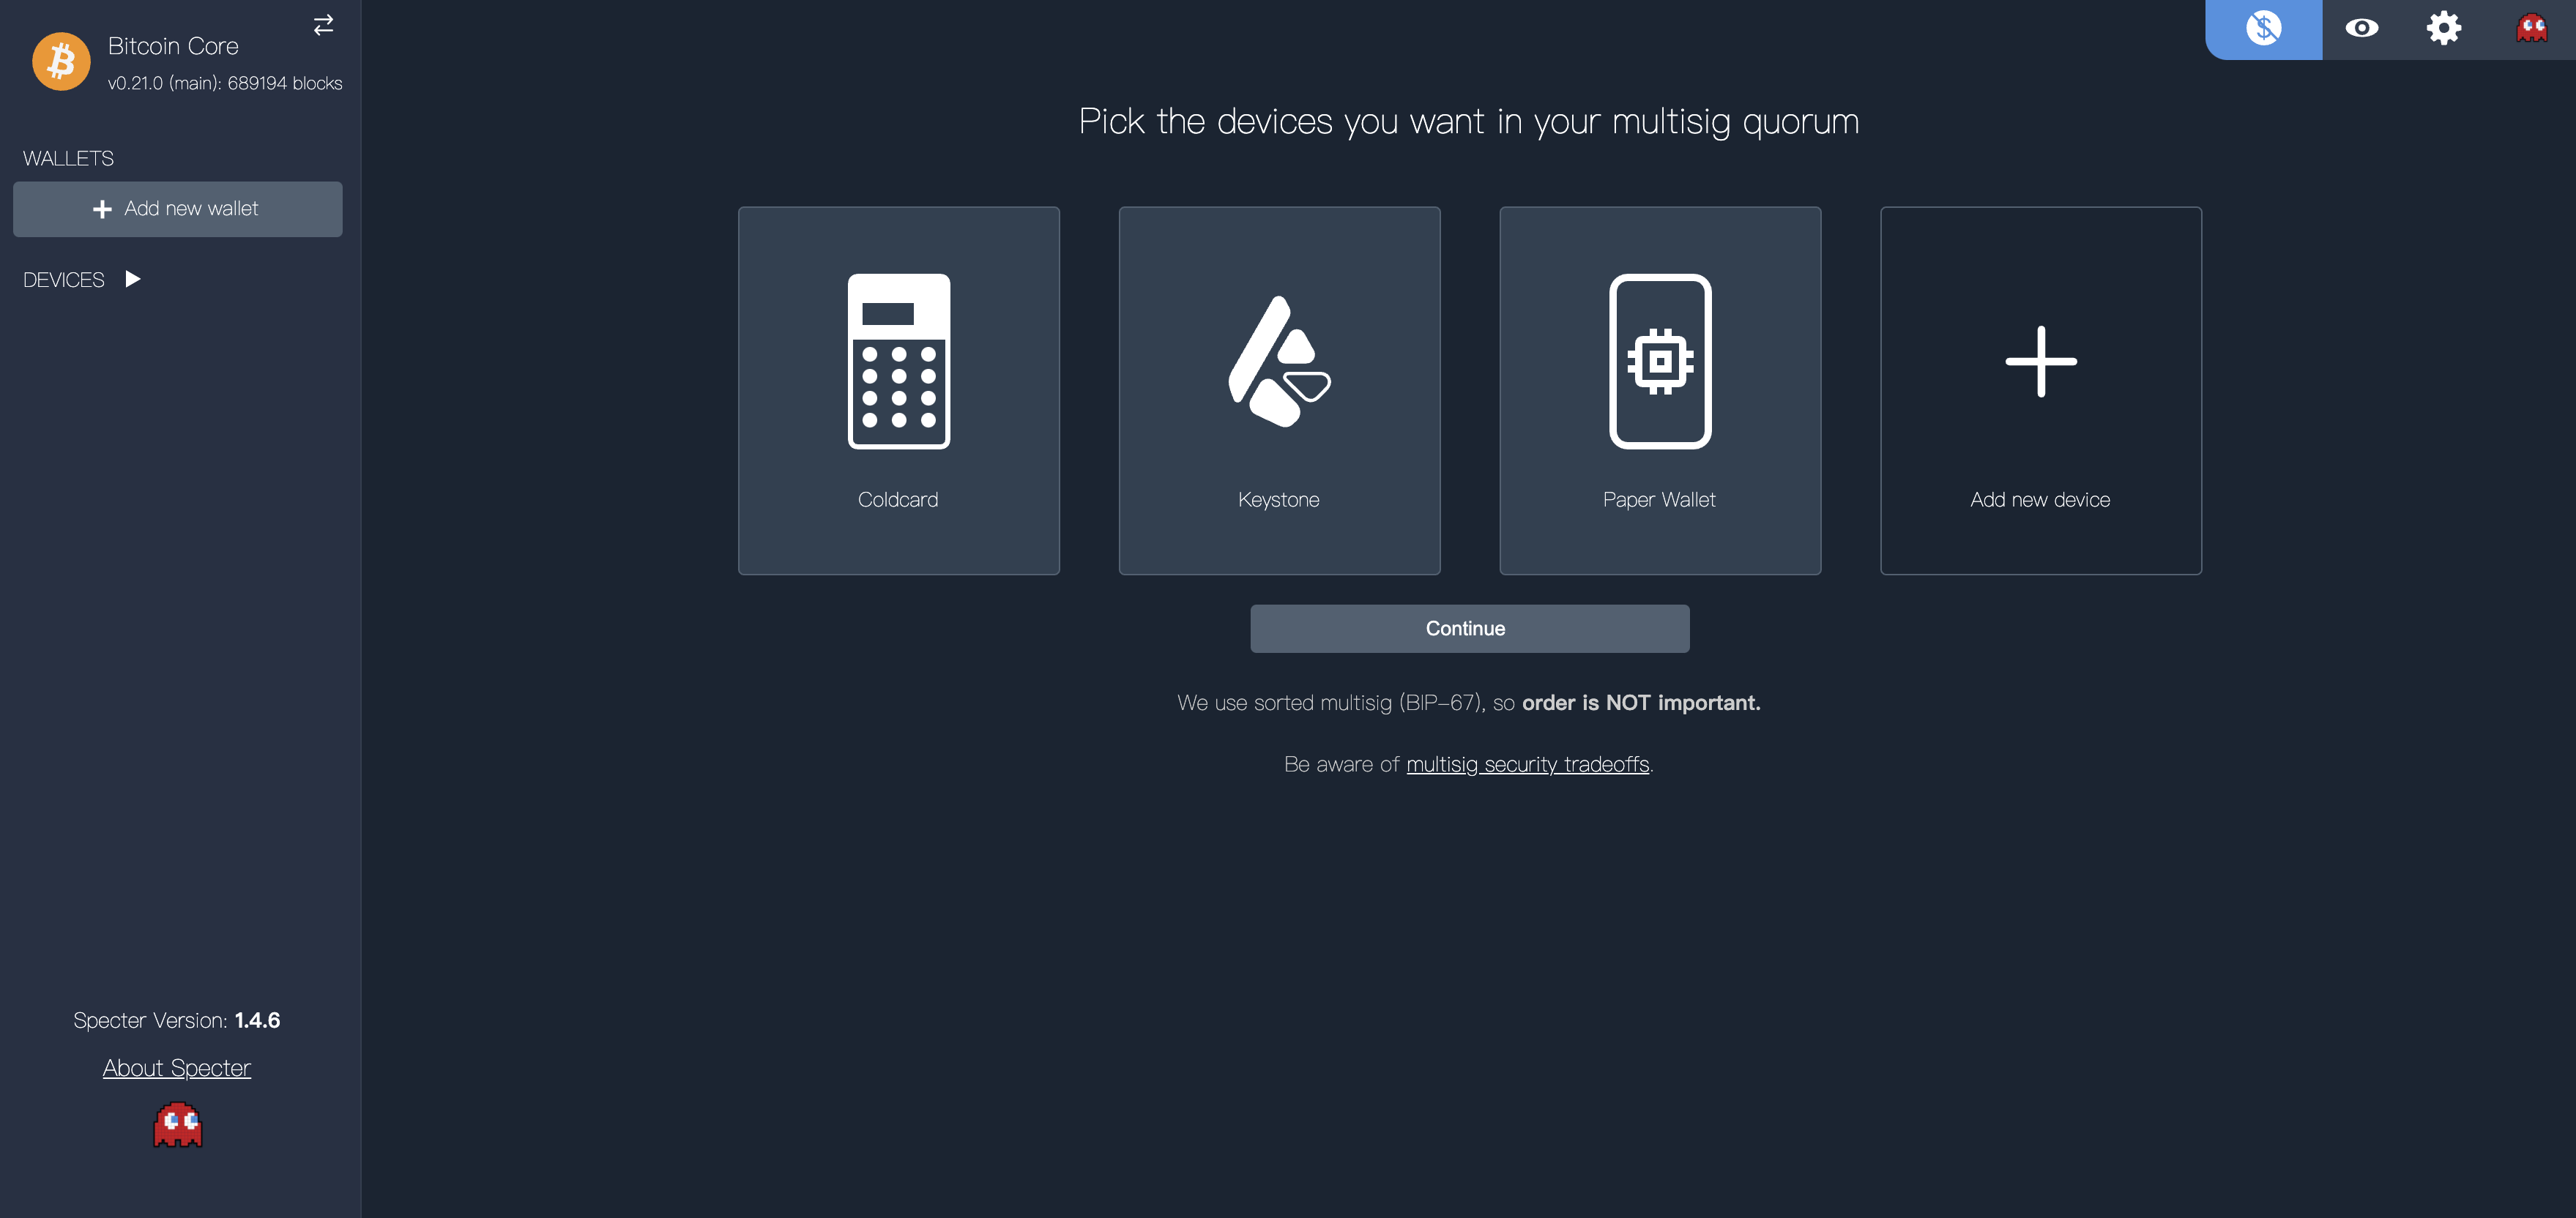 Bitcoin Core
v0.21.0 (main): 689194 blocks
WALLETS
Add new wallet
DEVICES
Specter Version: 1.4.6
About Specter
Pick the devices you want in your multisig quorum
Coldcard
Keystone
Paper Wallet
Add new device
Continue
We use sorted multisig (BIP-67), so order is NOT important.
Be aware of multisig security tradeoffs.